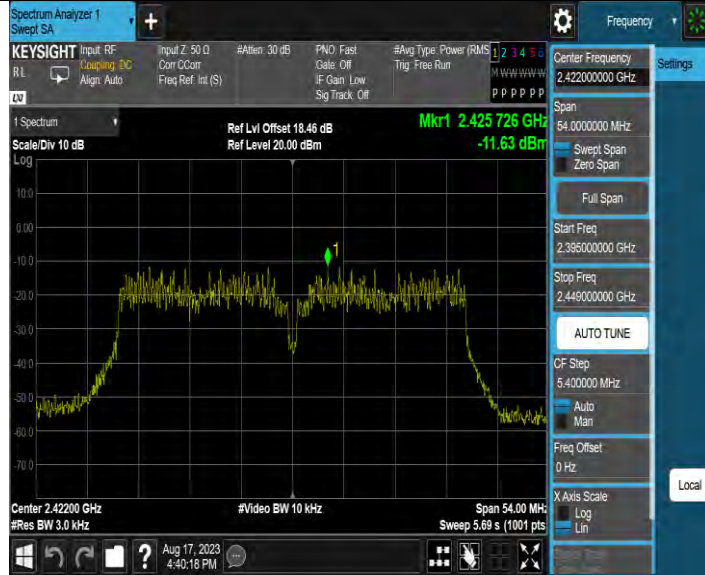 Spectrum Analyzer 1
Swept SA
Frequency
KEYSIGHT
RL
LXI
Input: RF
Coupling: DC
Align: Auto
Input Z: 50 Ω
Corr CCorr
Freq Ref: Int (S)
#Atten: 30 dB
PNO: Fast
Gate: Off
IF Gain: Low
Sig Track: Off
#Avg Type: Power (RMS
Trig: Free Run
1 2 3 4 5 6
M W W W W W
P P P P P P
Center Frequency
2.422000000 GHz
Settings
Span
54.0000000 MHz
Swept Span
Zero Span
Full Span
Start Freq
2.395000000 GHz
Stop Freq
2.449000000 GHz
AUTO TUNE
CF Step
5.400000 MHz
Auto
Man
Freq Offset
0 Hz
X Axis Scale
Log
Lin
Local
1 Spectrum
Scale/Div 10 dB
Log
Ref Lvl Offset 18.46 dB
Ref Level 20.00 dBm
Mkr1 2.425 726 GHz
-11.63 dBm
10.0
0.00
-10.0
-20.0
-30.0
-40.0
-50.0
-60.0
-70.0
1
Center 2.42200 GHz
#Res BW 3.0 kHz
#Video BW 10 kHz
Span 54.00 MHz
Sweep 5.69 s (1001 pts
?
Aug 17, 2023
4:40:18 PM